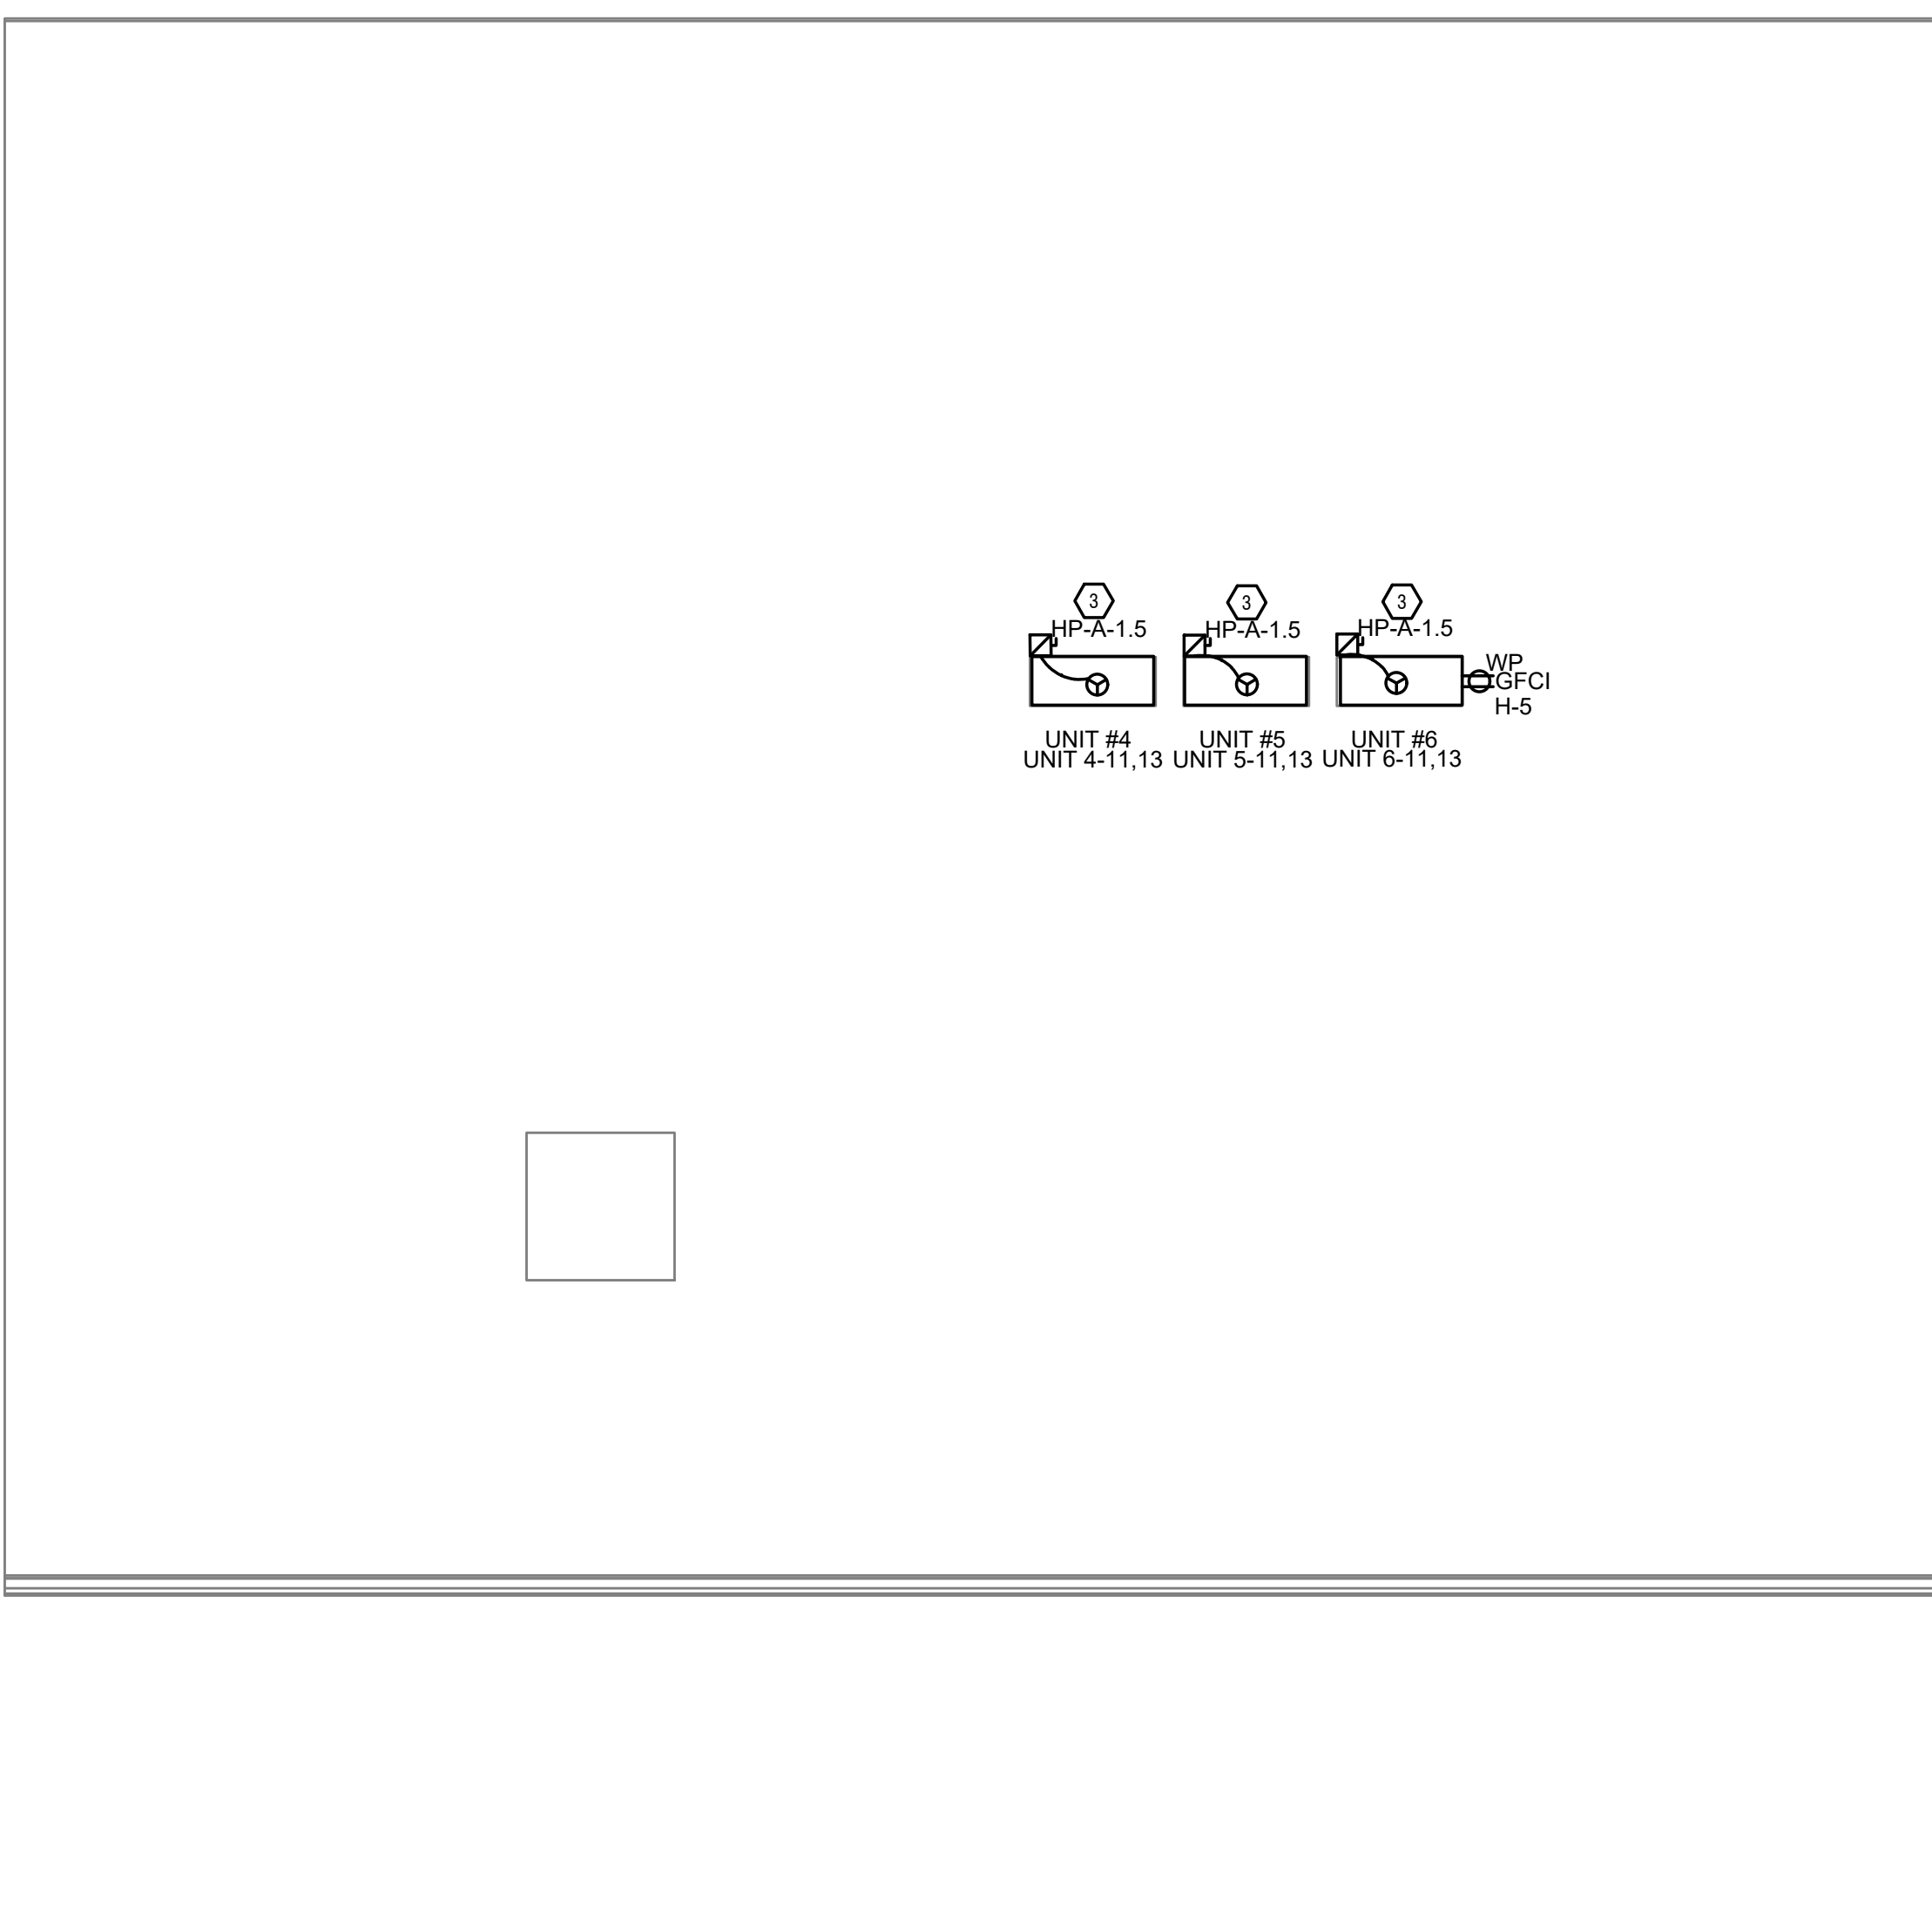 3
HP-A-1.5
UNIT #4
UNIT 4-11,13
3
HP-A-1.5
UNIT #5
UNIT 5-11,13
3
HP-A-1.5
UNIT #6
UNIT 6-11,13
WP
GFCI
H-5